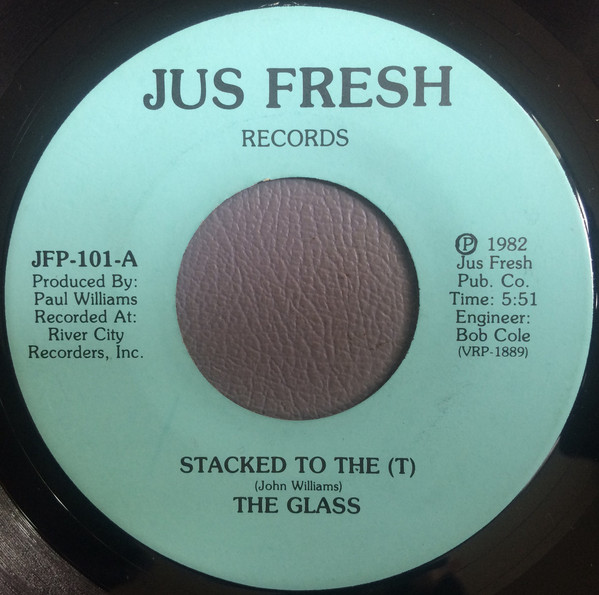 JUS FRESH
RECORDS
JFP-101-A
Produced By:
Paul Williams
Recorded At:
River City
Recorders, Inc.
Ⓟ 1982
Jus Fresh
Pub. Co.
Time: 5:51
Engineer:
Bob Cole
(VRP-1889)
STACKED TO THE (T)
(John Williams)
THE GLASS